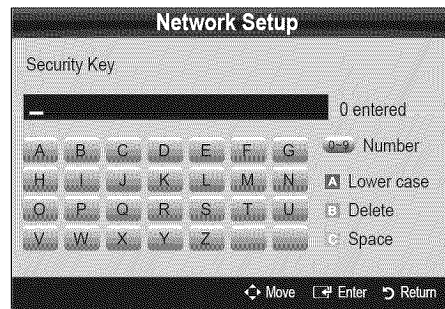 Network Setup
Security Key
0 entered
A B C D E F G
0~9 Number
H I J K L M N
A Lower case
O P Q R S T U
B Delete
V W X Y Z
C Space
Move Enter Return